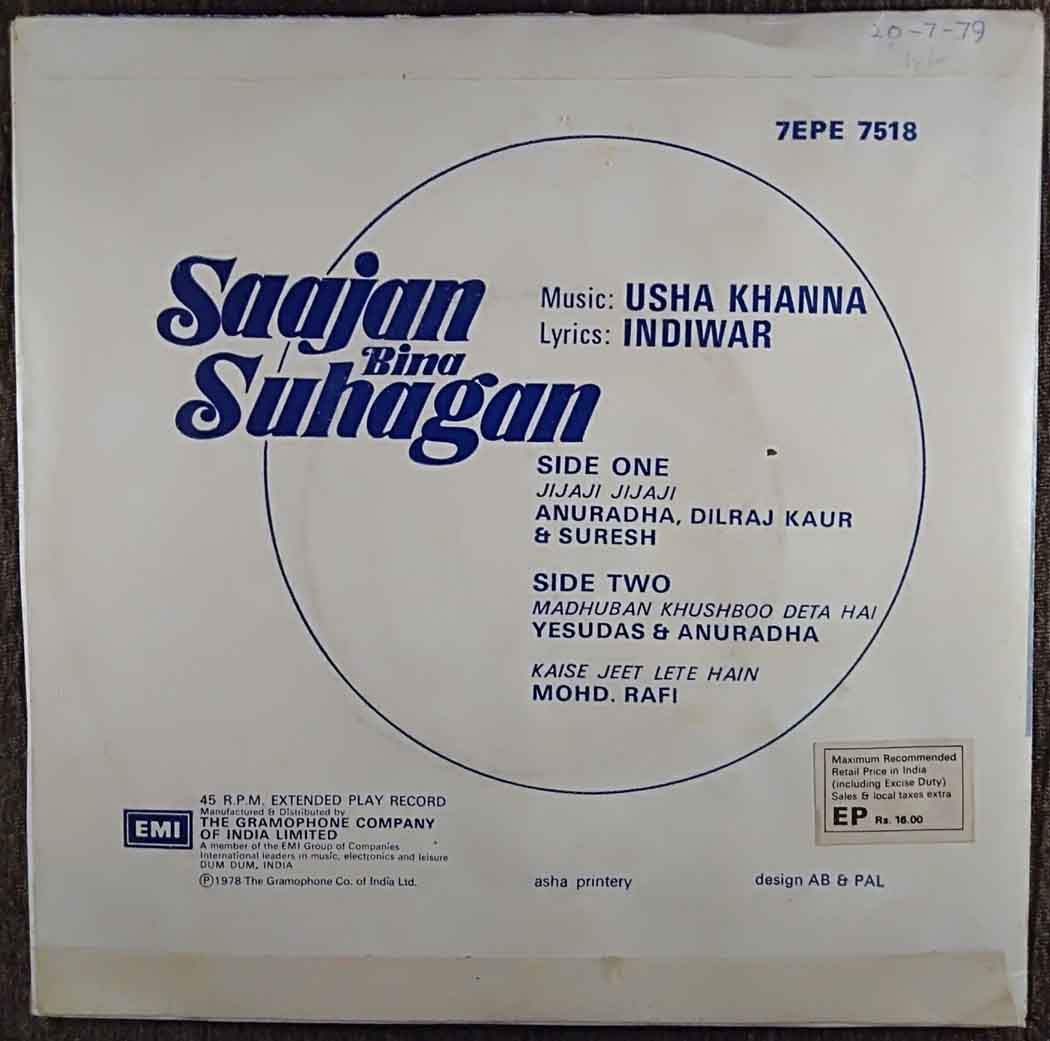 20-7-79
7EPE 7518
Saajan
Bina
Suhagan
Music: USHA KHANNA
Lyrics: INDIWAR
SIDE ONE
JIJAJI JIJAJI
ANURADHA, DILRAJ KAUR
& SURESH
SIDE TWO
MADHUBAN KHUSHBOO DETA HAI
YESUDAS & ANURADHA
KAISE JEET LETE HAIN
MOHD. RAFI
Maximum Recommended
Retail Price in India
(including Excise Duty)
Sales & local taxes extra
EP Rs. 16.00
EMI
45 R.P.M. EXTENDED PLAY RECORD
Manufactured & Distributed by
THE GRAMOPHONE COMPANY
OF INDIA LIMITED
A member of the EMI Group of Companies
International leaders in music, electronics and leisure
DUM DUM, INDIA
℗1978 The Gramophone Co. of India Ltd.
asha printery
design AB & PAL